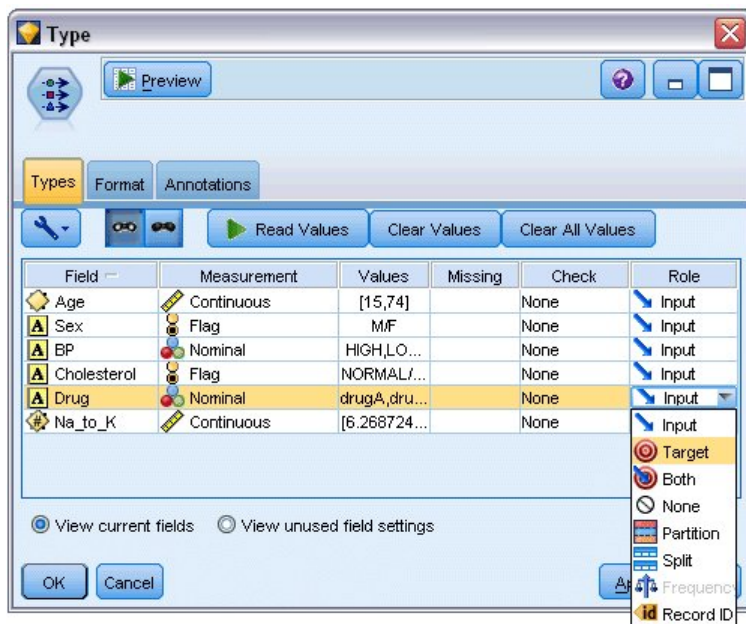 Type
Preview
Types Format Annotations
Read Values Clear Values Clear All Values
Field Measurement Values Missing Check Role
Age Continuous [15,74] None Input
A Sex Flag M/F None Input
A BP Nominal HIGH,LO... None Input
A Cholesterol Flag NORMAL/... None Input
A Drug Nominal drugA,dru... None Input
# Na_to_K Continuous [6.268724... None
Input
Target
Both
None
Partition
Split
Frequency
id Record ID
View current fields View unused field settings
OK Cancel